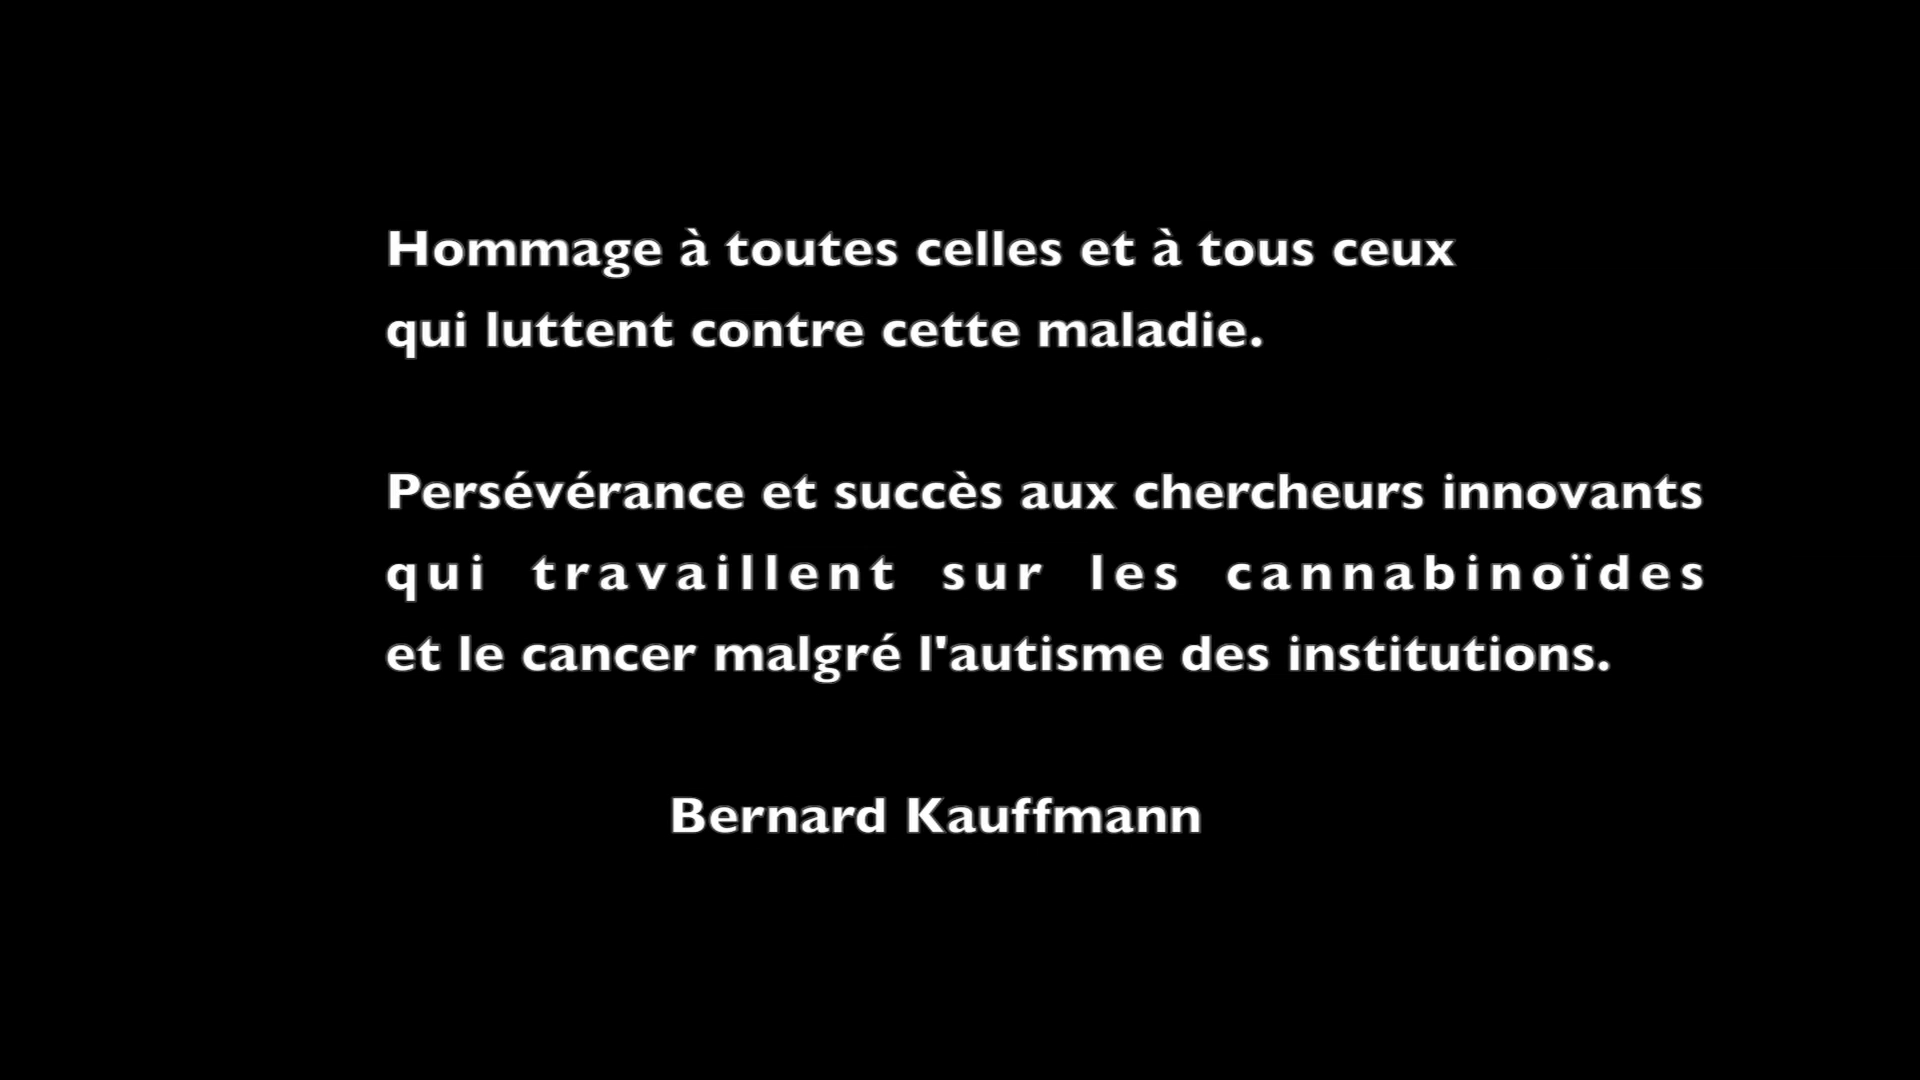 Hommage à toutes celles et à tous ceux
qui luttent contre cette maladie.
Persévérance et succès aux chercheurs innovants
qui travaillent sur les cannabinoïdes
et le cancer malgré l'autisme des institutions.
Bernard Kauffmann